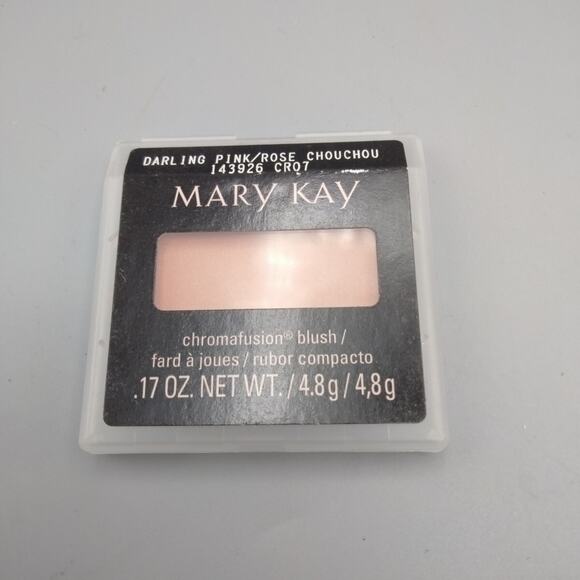 DARLING PINK/ROSE CHOUCHOU
143926 CR07
MARY KAY
chromafusion® blush /
fard à joues / rubor compacto
.17 OZ. NET WT. / 4.8g / 4,8g